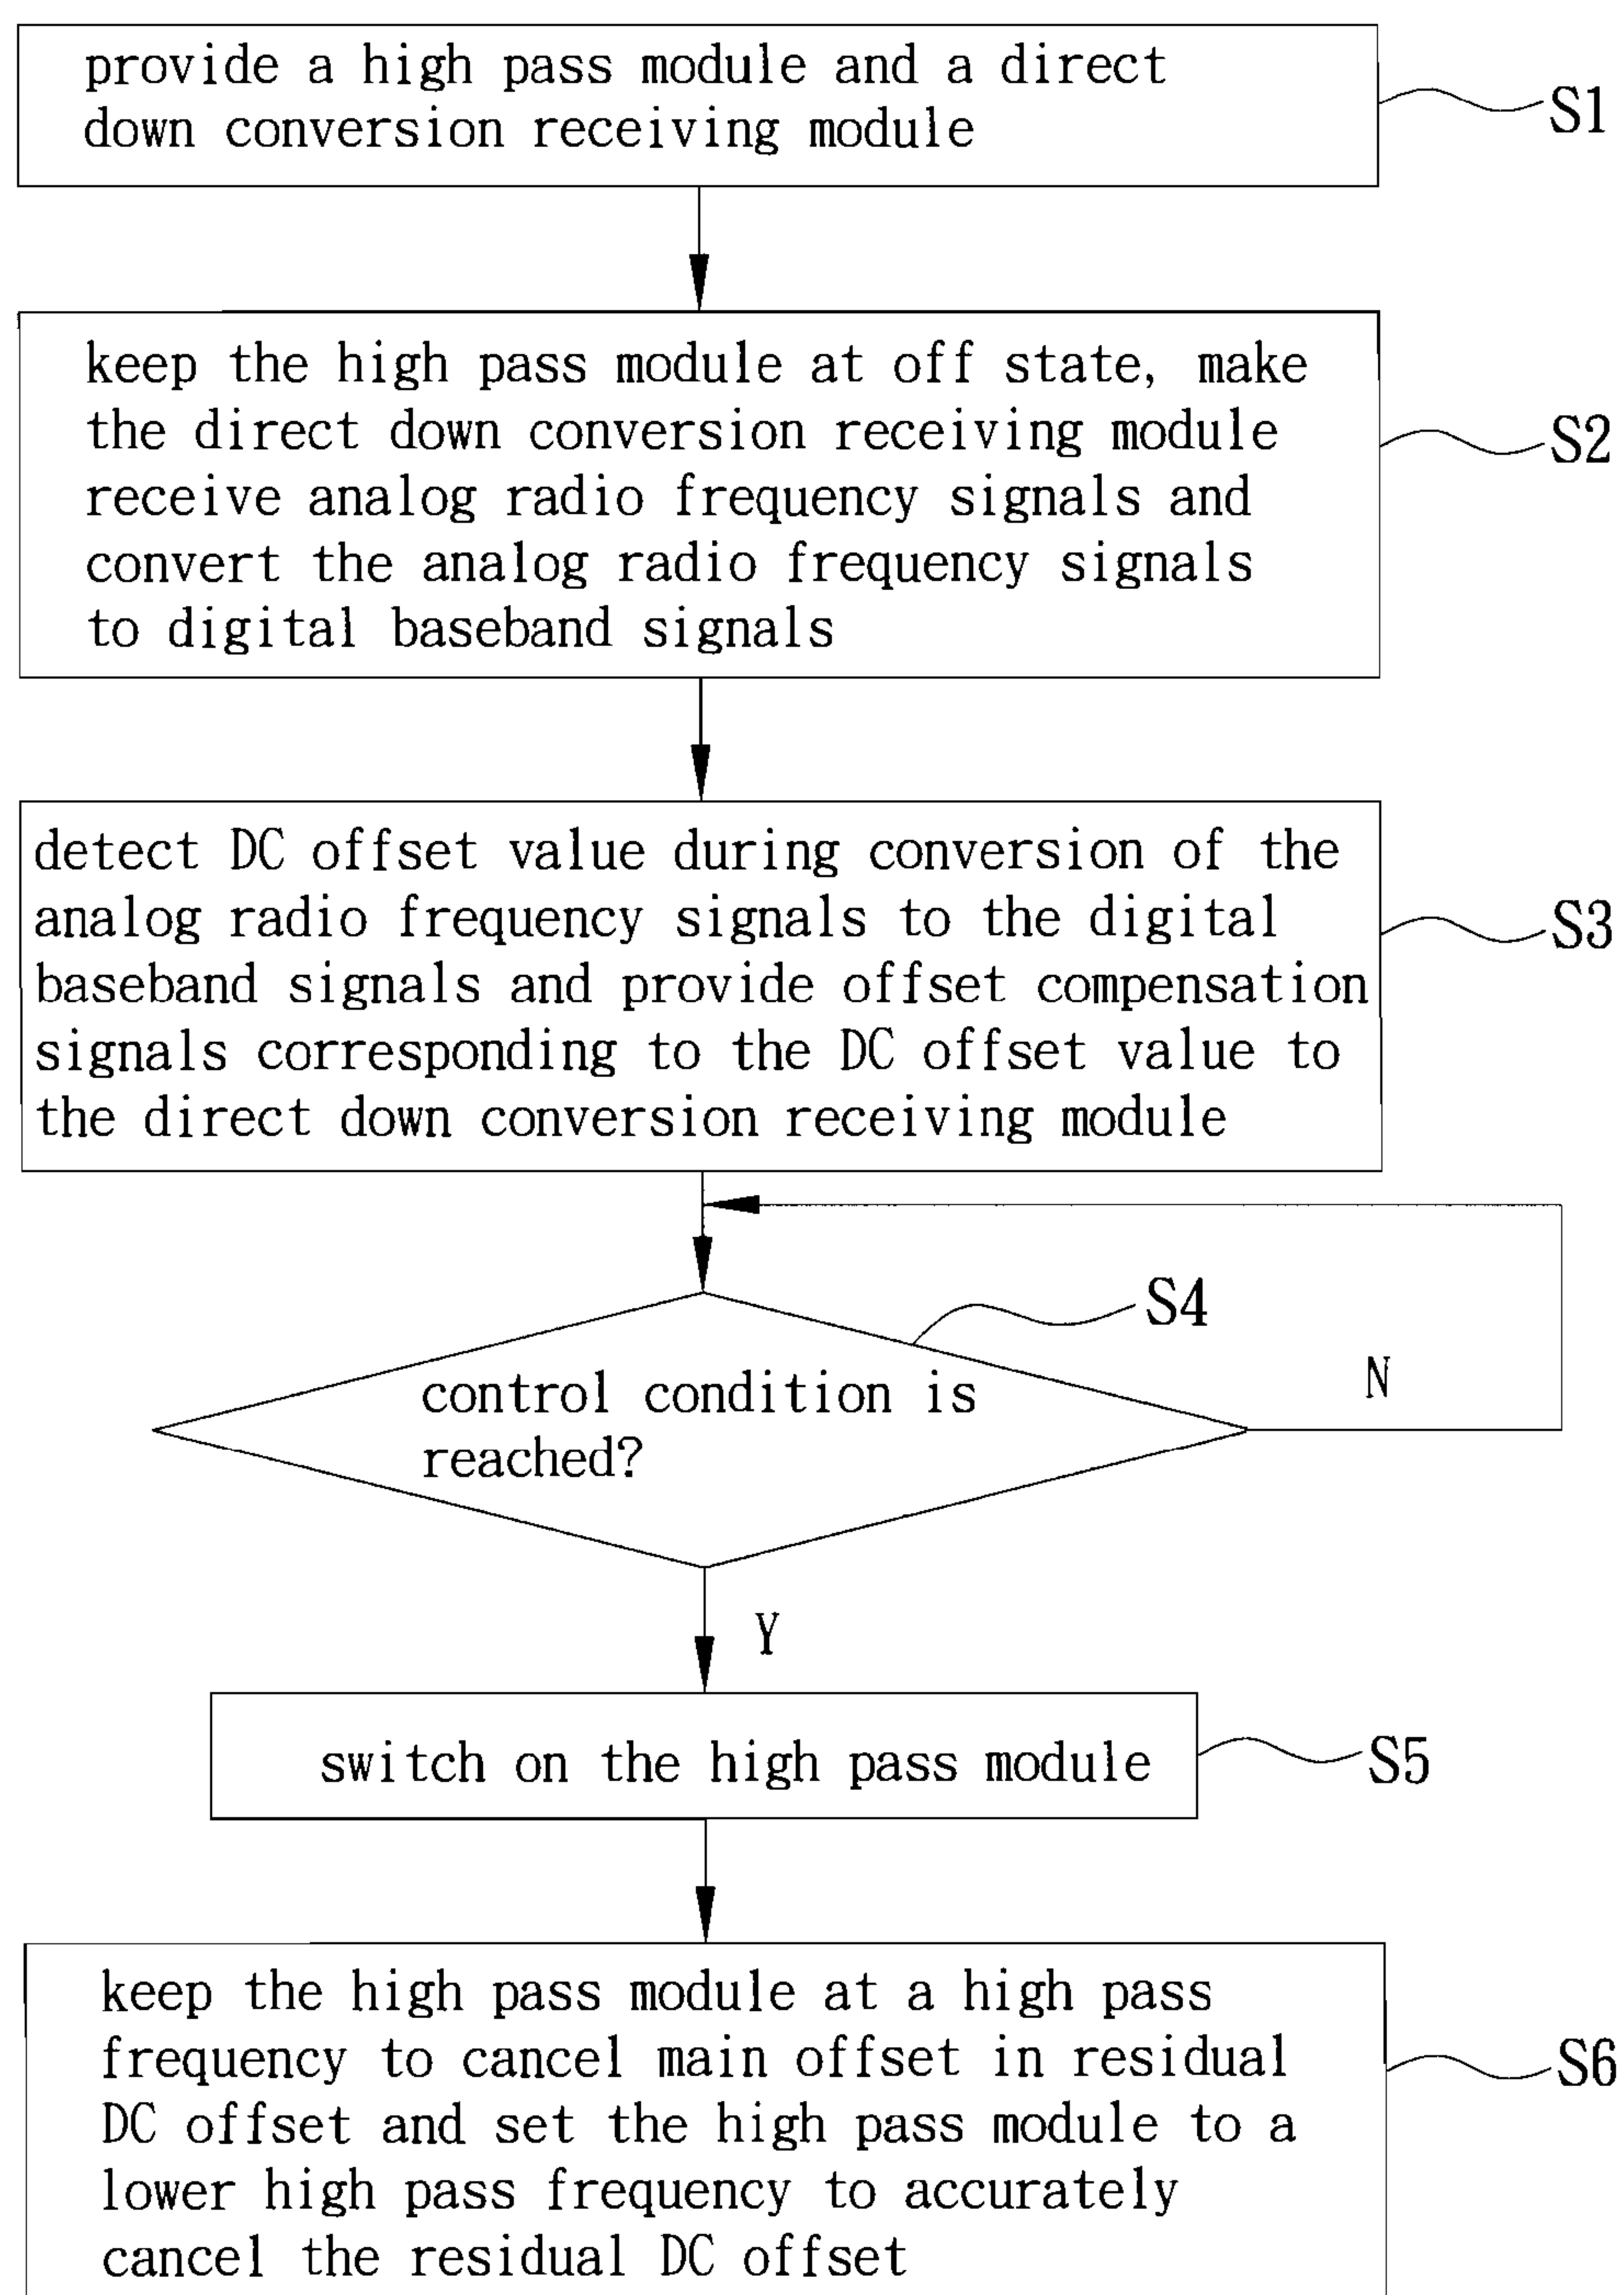 provide a high pass module and a direct
down conversion receiving module
S1
keep the high pass module at off state, make
the direct down conversion receiving module
receive analog radio frequency signals and
convert the analog radio frequency signals
to digital baseband signals
S2
detect DC offset value during conversion of the
analog radio frequency signals to the digital
baseband signals and provide offset compensation
signals corresponding to the DC offset value to
the direct down conversion receiving module
S3
S4
control condition is
reached?
N
Y
switch on the high pass module
S5
keep the high pass module at a high pass
frequency to cancel main offset in residual
DC offset and set the high pass module to a
lower high pass frequency to accurately
cancel the residual DC offset
S6